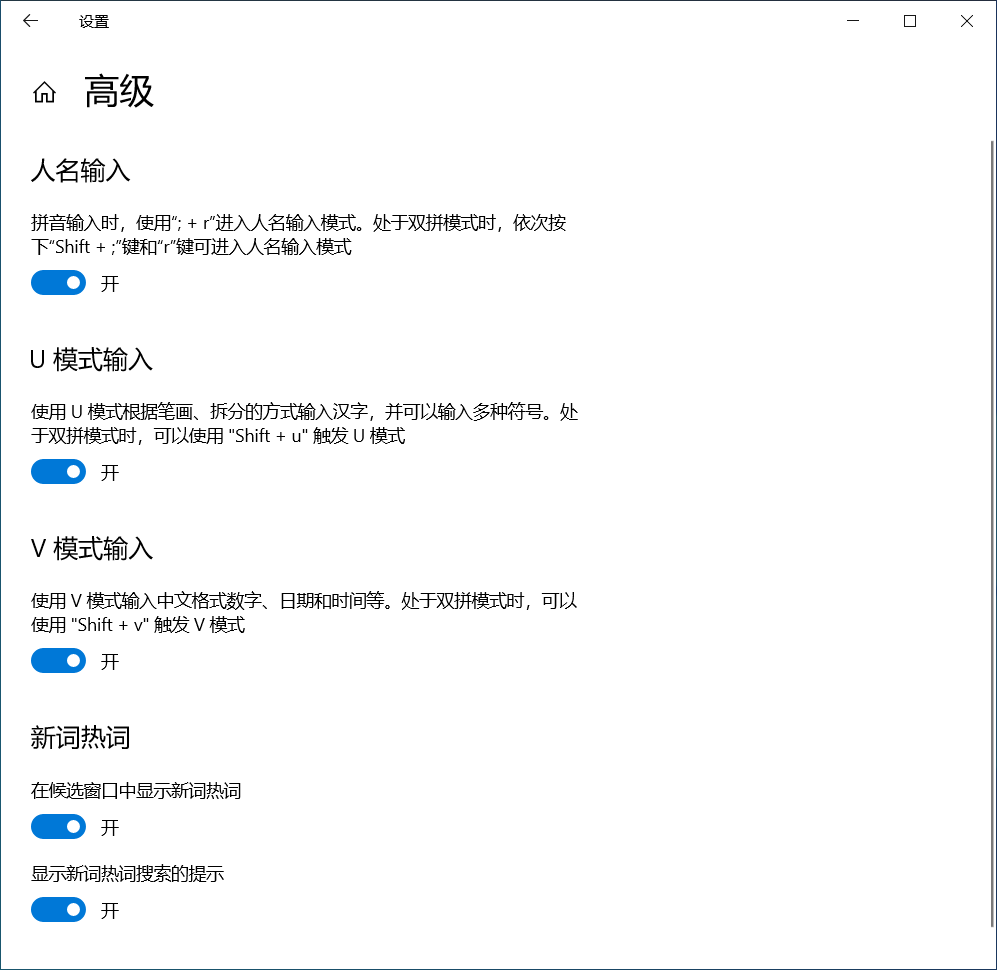 设置
高级
人名输入
拼音输入时，使用“; + r”进入人名输入模式。处于双拼模式时，依次按
下“Shift + ;”键和“r”键可进入人名输入模式
开
U 模式输入
使用 U 模式根据笔画、拆分的方式输入汉字，并可以输入多种符号。处
于双拼模式时，可以使用 "Shift + u" 触发 U 模式
开
V 模式输入
使用 V 模式输入中文格式数字、日期和时间等。处于双拼模式时，可以
使用 "Shift + v" 触发 V 模式
开
新词热词
在候选窗口中显示新词热词
开
显示新词热词搜索的提示
开